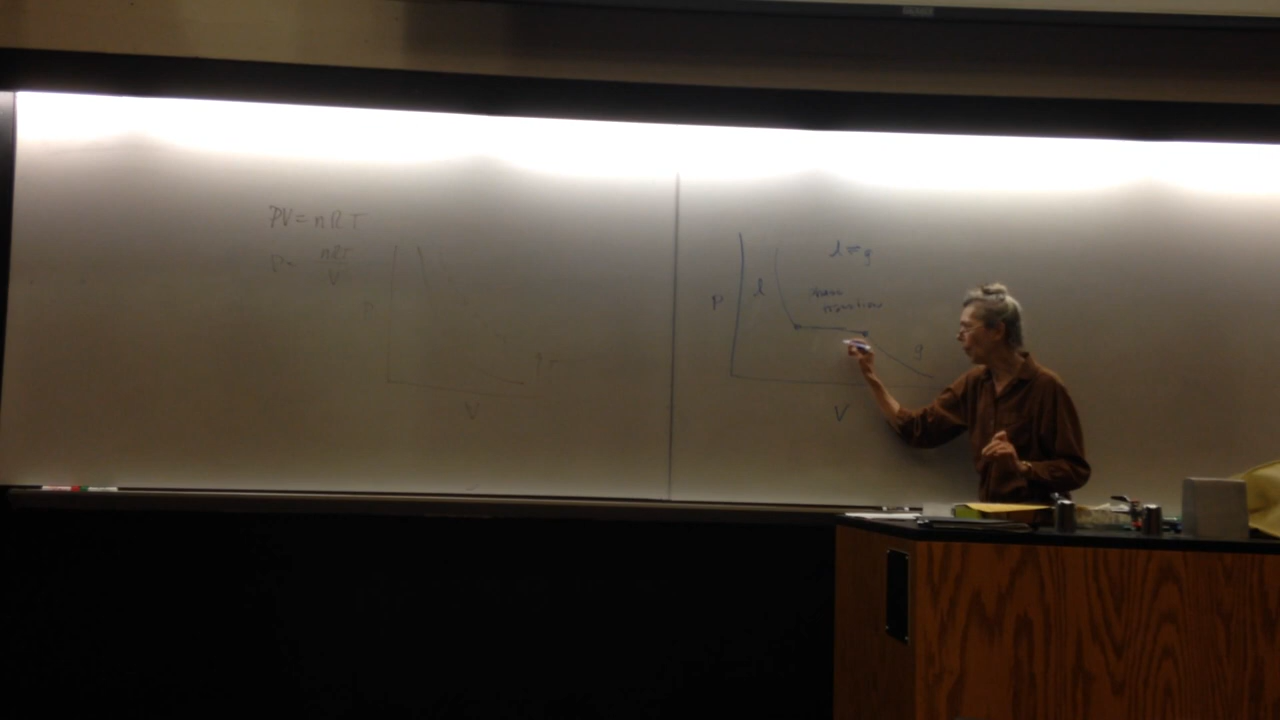 PV = nRT
P = nRT/V
P
V
l ⇌ g
P
l
phase
transition
g
V